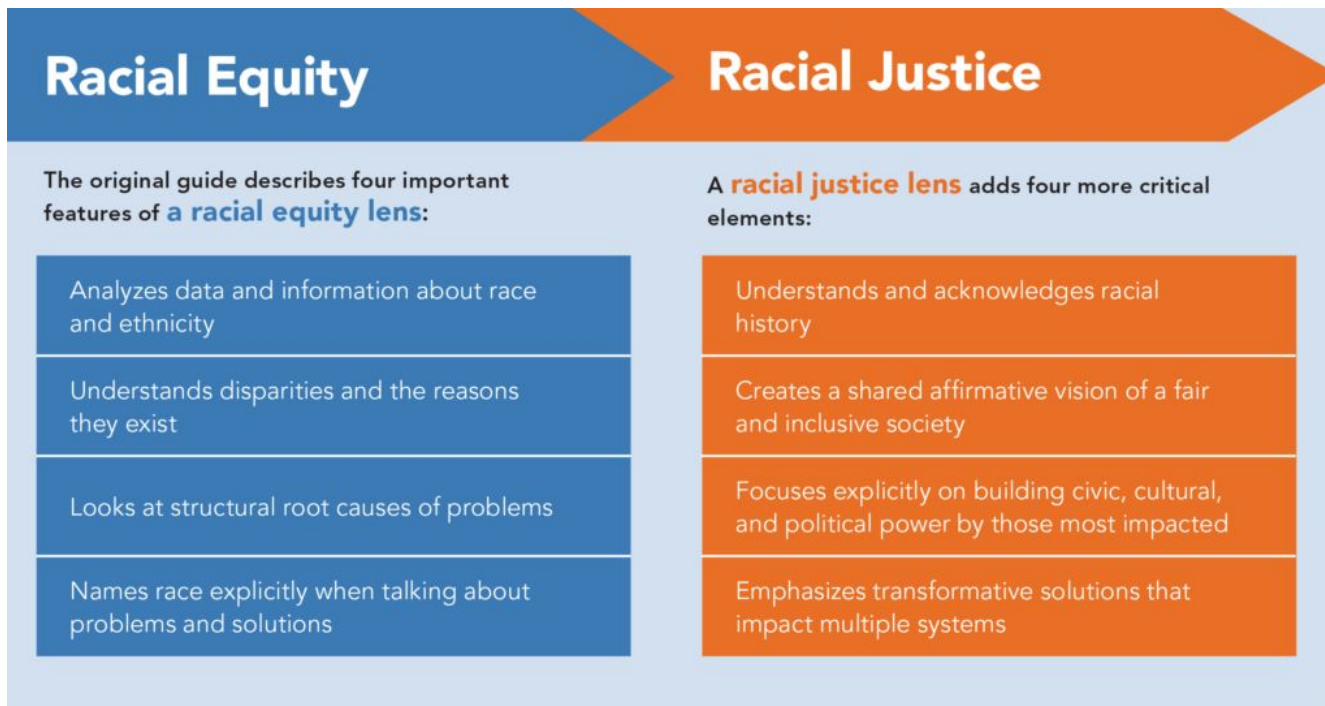 Racial Equity
The original guide describes four important
features of a racial equity lens:
Analyzes data and information about race
and ethnicity
Understands disparities and the reasons
they exist
Looks at structural root causes of problems
Names race explicitly when talking about
problems and solutions
Racial Justice
A racial justice lens adds four more critical
elements:
Understands and acknowledges racial
history
Creates a shared affirmative vision of a fair
and inclusive society
Focuses explicitly on building civic, cultural,
and political power by those most impacted
Emphasizes transformative solutions that
impact multiple systems